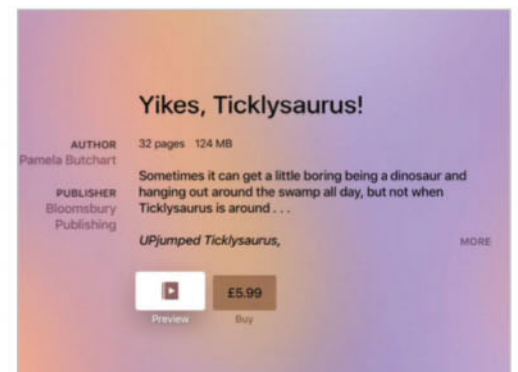 Yikes, Ticklysaurus!
AUTHOR
Pamela Butchart
32 pages 124 MB
PUBLISHER
Bloomsbury
Publishing
Sometimes it can get a little boring being a dinosaur and
hanging out around the swamp all day, but not when
Ticklysaurus is around . . .
UPjumped Ticklysaurus,
MORE
£5.99
Preview
Buy